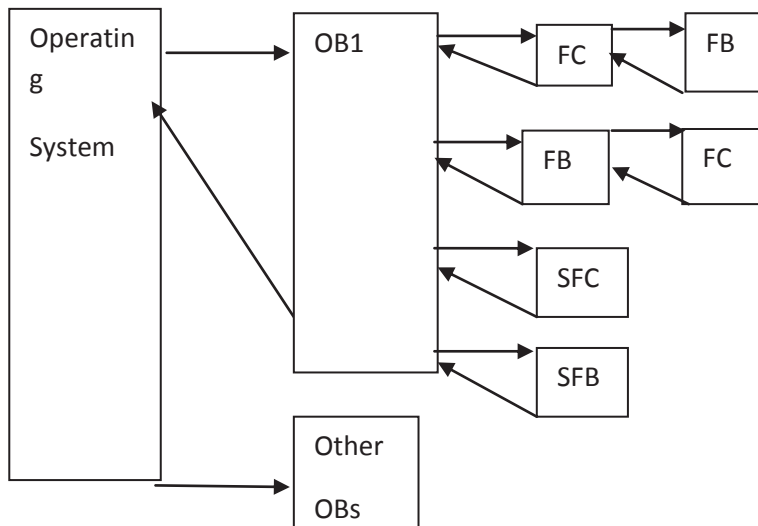 Operatin
g
System
OB1
FC
FB
FB
FC
SFC
SFB
Other
OBs